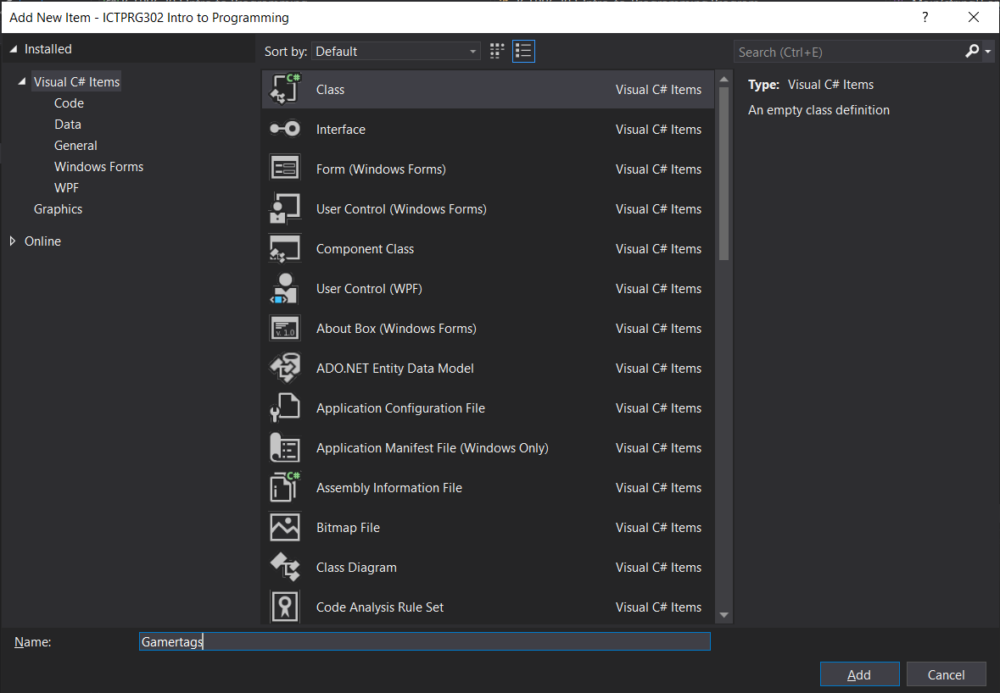 Add New Item - ICTPRG302 Intro to Programming
?
Installed
Sort by: Default
Search (Ctrl+E)
Visual C# Items
Code
Data
General
Windows Forms
WPF
Graphics
Online
C# Class Visual C# Items
Interface Visual C# Items
Form (Windows Forms) Visual C# Items
User Control (Windows Forms) Visual C# Items
Component Class Visual C# Items
User Control (WPF) Visual C# Items
v. 1.0 About Box (Windows Forms) Visual C# Items
ADO.NET Entity Data Model Visual C# Items
Application Configuration File Visual C# Items
Application Manifest File (Windows Only) Visual C# Items
C# Assembly Information File Visual C# Items
Bitmap File Visual C# Items
Class Diagram Visual C# Items
Code Analysis Rule Set Visual C# Items
Type: Visual C# Items
An empty class definition
Name: Gamertags
Add Cancel